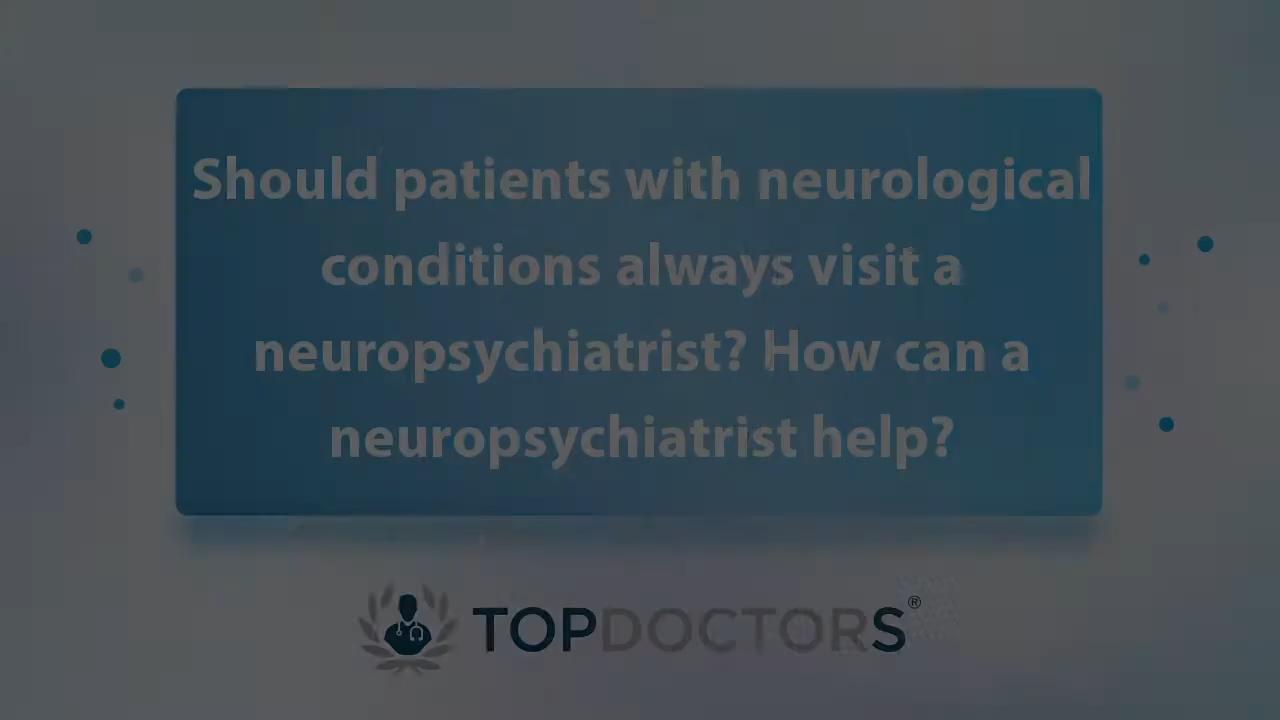 Should patients with neurological
conditions always visit a
neuropsychiatrist? How can a
neuropsychiatrist help?
TOPDOCTORS®